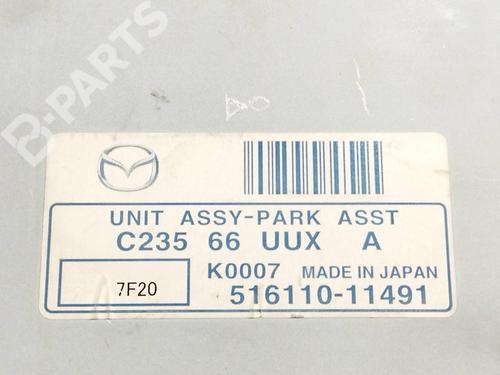 B-PARTS
UNIT ASSY-PARK ASST
C235 66 UUX A
7F20
K0007 MADE IN JAPAN
516110-11491